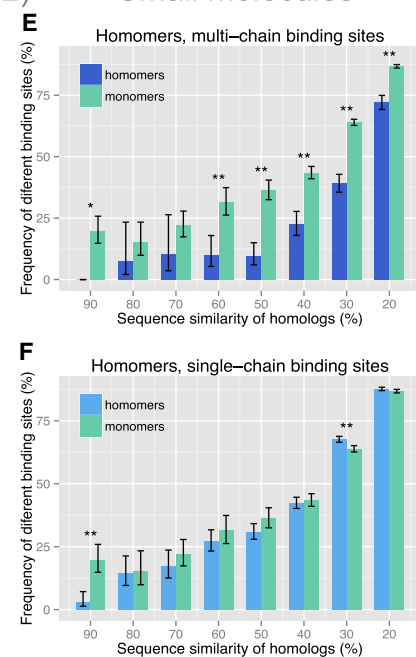 E
Homomers, multi–chain binding sites
Frequency of diferent binding sites (%)
homomers
monomers
75
50
25
0
*
**
**
**
**
**
90 80 70 60 50 40 30 20
Sequence similarity of homologs (%)
F
Homomers, single–chain binding sites
Frequency of diferent binding sites (%)
homomers
monomers
75
50
25
0
**
**
90 80 70 60 50 40 30 20
Sequence similarity of homologs (%)